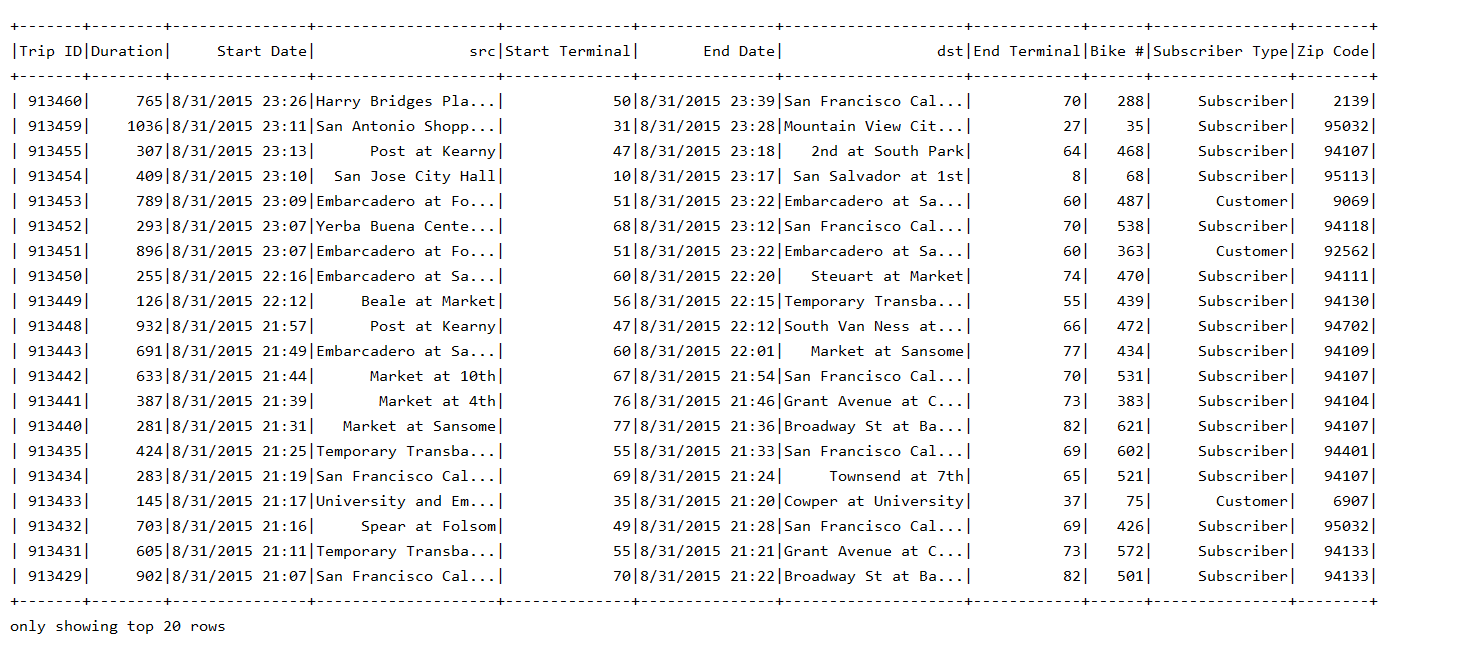 +-------+--------+---------------+--------------------+--------------+---------------+--------------------+------------+------+---------------+--------+
|Trip ID|Duration|     Start Date|                 src|Start Terminal|       End Date|                 dst|End Terminal|Bike #|Subscriber Type|Zip Code|
+-------+--------+---------------+--------------------+--------------+---------------+--------------------+------------+------+---------------+--------+
| 913460|     765|8/31/2015 23:26|Harry Bridges Pla...|            50|8/31/2015 23:39|San Francisco Cal...|          70|   288|     Subscriber|    2139|
| 913459|    1036|8/31/2015 23:11|San Antonio Shopp...|            31|8/31/2015 23:28|Mountain View Cit...|          27|    35|     Subscriber|   95032|
| 913455|     307|8/31/2015 23:13|      Post at Kearny|            47|8/31/2015 23:18|   2nd at South Park|          64|   468|     Subscriber|   94107|
| 913454|     409|8/31/2015 23:10|  San Jose City Hall|            10|8/31/2015 23:17| San Salvador at 1st|           8|    68|     Subscriber|   95113|
| 913453|     789|8/31/2015 23:09|Embarcadero at Fo...|            51|8/31/2015 23:22|Embarcadero at Sa...|          60|   487|       Customer|    9069|
| 913452|     293|8/31/2015 23:07|Yerba Buena Cente...|            68|8/31/2015 23:12|San Francisco Cal...|          70|   538|     Subscriber|   94118|
| 913451|     896|8/31/2015 23:07|Embarcadero at Fo...|            51|8/31/2015 23:22|Embarcadero at Sa...|          60|   363|       Customer|   92562|
| 913450|     255|8/31/2015 22:16|Embarcadero at Sa...|            60|8/31/2015 22:20|   Steuart at Market|          74|   470|     Subscriber|   94111|
| 913449|     126|8/31/2015 22:12|     Beale at Market|            56|8/31/2015 22:15|Temporary Transba...|          55|   439|     Subscriber|   94130|
| 913448|     932|8/31/2015 21:57|      Post at Kearny|            47|8/31/2015 22:12|South Van Ness at...|          66|   472|     Subscriber|   94702|
| 913443|     691|8/31/2015 21:49|Embarcadero at Sa...|            60|8/31/2015 22:01|   Market at Sansome|          77|   434|     Subscriber|   94109|
| 913442|     633|8/31/2015 21:44|      Market at 10th|            67|8/31/2015 21:54|San Francisco Cal...|          70|   531|     Subscriber|   94107|
| 913441|     387|8/31/2015 21:39|       Market at 4th|            76|8/31/2015 21:46|Grant Avenue at C...|          73|   383|     Subscriber|   94104|
| 913440|     281|8/31/2015 21:31|   Market at Sansome|            77|8/31/2015 21:36|Broadway St at Ba...|          82|   621|     Subscriber|   94107|
| 913435|     424|8/31/2015 21:25|Temporary Transba...|            55|8/31/2015 21:33|San Francisco Cal...|          69|   602|     Subscriber|   94401|
| 913434|     283|8/31/2015 21:19|San Francisco Cal...|            69|8/31/2015 21:24|     Townsend at 7th|          65|   521|     Subscriber|   94107|
| 913433|     145|8/31/2015 21:17|University and Em...|            35|8/31/2015 21:20|Cowper at University|          37|    75|       Customer|    6907|
| 913432|     703|8/31/2015 21:16|     Spear at Folsom|            49|8/31/2015 21:28|San Francisco Cal...|          69|   426|     Subscriber|   95032|
| 913431|     605|8/31/2015 21:11|Temporary Transba...|            55|8/31/2015 21:21|Grant Avenue at C...|          73|   572|     Subscriber|   94133|
| 913429|     902|8/31/2015 21:07|San Francisco Cal...|            70|8/31/2015 21:22|Broadway St at Ba...|          82|   501|     Subscriber|   94133|
+-------+--------+---------------+--------------------+--------------+---------------+--------------------+------------+------+---------------+--------+
only showing top 20 rows